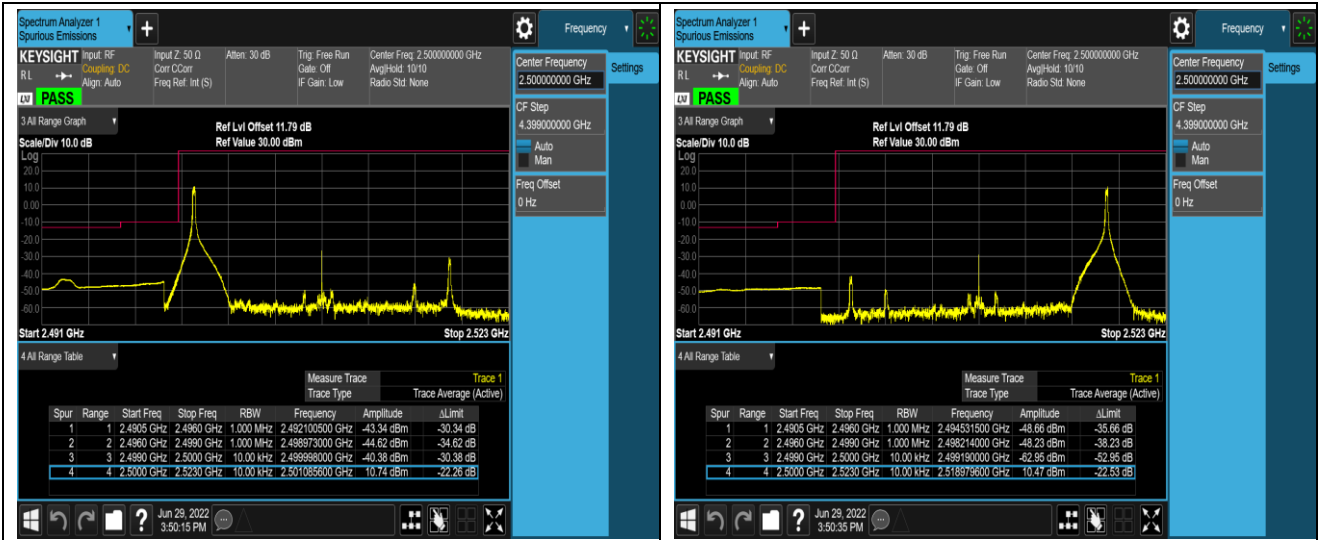 Spectrum Analyzer 1
Spurious Emissions
+
Frequency
KEYSIGHT
Input: RF
Coupling: DC
Align: Auto
Input Z: 50 Ω
Corr CCorr
Freq Ref: Int (S)
Atten: 30 dB
Trig: Free Run
Gate: Off
IF Gain: Low
Center Freq: 2.500000000 GHz
Avg|Hold: 10/10
Radio Std: None
RL
LXI
PASS
Center Frequency
2.500000000 GHz
Settings
CF Step
4.399000000 GHz
Auto
Man
Freq Offset
0 Hz
3 All Range Graph
Ref Lvl Offset 11.79 dB
Scale/Div 10.0 dB
Ref Value 30.00 dBm
Log
20.0
10.0
0.00
-10.0
-20.0
-30.0
-40.0
-50.0
-60.0
Start 2.491 GHz
Stop 2.523 GHz
4 All Range Table
Measure Trace Trace 1
Trace Type Trace Average (Active)
Spur Range Start Freq Stop Freq RBW Frequency Amplitude ΔLimit
1 1 2.4905 GHz 2.4960 GHz 1.000 MHz 2.492100500 GHz -43.34 dBm -30.34 dB
2 2 2.4960 GHz 2.4990 GHz 1.000 MHz 2.498973000 GHz -44.62 dBm -34.62 dB
3 3 2.4990 GHz 2.5000 GHz 10.00 kHz 2.499998000 GHz -40.38 dBm -30.38 dB
4 4 2.5000 GHz 2.5230 GHz 10.00 kHz 2.501085600 GHz 10.74 dBm -22.26 dB
?
Jun 29, 2022
3:50:15 PM
Spectrum Analyzer 1
Spurious Emissions
+
Frequency
KEYSIGHT
Input: RF
Coupling: DC
Align: Auto
Input Z: 50 Ω
Corr CCorr
Freq Ref: Int (S)
Atten: 30 dB
Trig: Free Run
Gate: Off
IF Gain: Low
Center Freq: 2.500000000 GHz
Avg|Hold: 10/10
Radio Std: None
RL
LXI
PASS
Center Frequency
2.500000000 GHz
Settings
CF Step
4.399000000 GHz
Auto
Man
Freq Offset
0 Hz
3 All Range Graph
Ref Lvl Offset 11.79 dB
Scale/Div 10.0 dB
Ref Value 30.00 dBm
Log
20.0
10.0
0.00
-10.0
-20.0
-30.0
-40.0
-50.0
-60.0
Start 2.491 GHz
Stop 2.523 GHz
4 All Range Table
Measure Trace Trace 1
Trace Type Trace Average (Active)
Spur Range Start Freq Stop Freq RBW Frequency Amplitude ΔLimit
1 1 2.4905 GHz 2.4960 GHz 1.000 MHz 2.494531500 GHz -48.66 dBm -35.66 dB
2 2 2.4960 GHz 2.4990 GHz 1.000 MHz 2.498214000 GHz -48.23 dBm -38.23 dB
3 3 2.4990 GHz 2.5000 GHz 10.00 kHz 2.499190000 GHz -62.95 dBm -52.95 dB
4 4 2.5000 GHz 2.5230 GHz 10.00 kHz 2.518979600 GHz 10.47 dBm -22.53 dB
?
Jun 29, 2022
3:50:35 PM